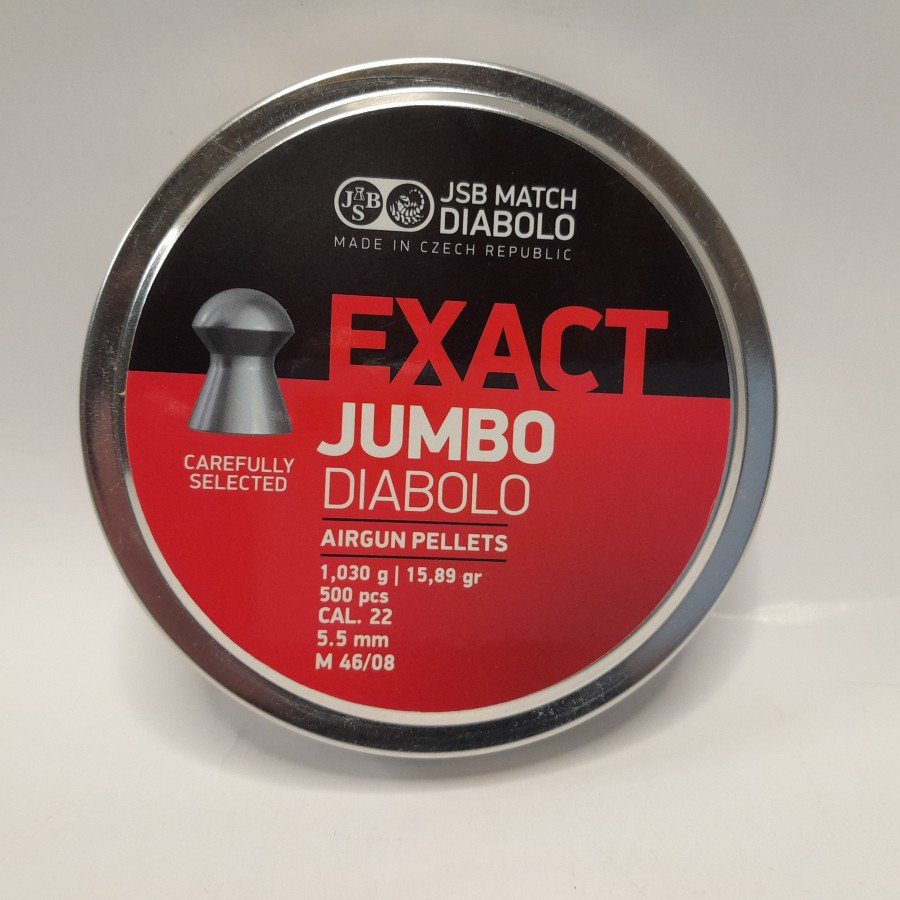 JSB
JSB MATCH
DIABOLO
MADE IN CZECH REPUBLIC
EXACT
JUMBO
DIABOLO
CAREFULLY
SELECTED
AIRGUN PELLETS
1,030 g | 15,89 gr
500 pcs
CAL. 22
5.5 mm
M 46/08